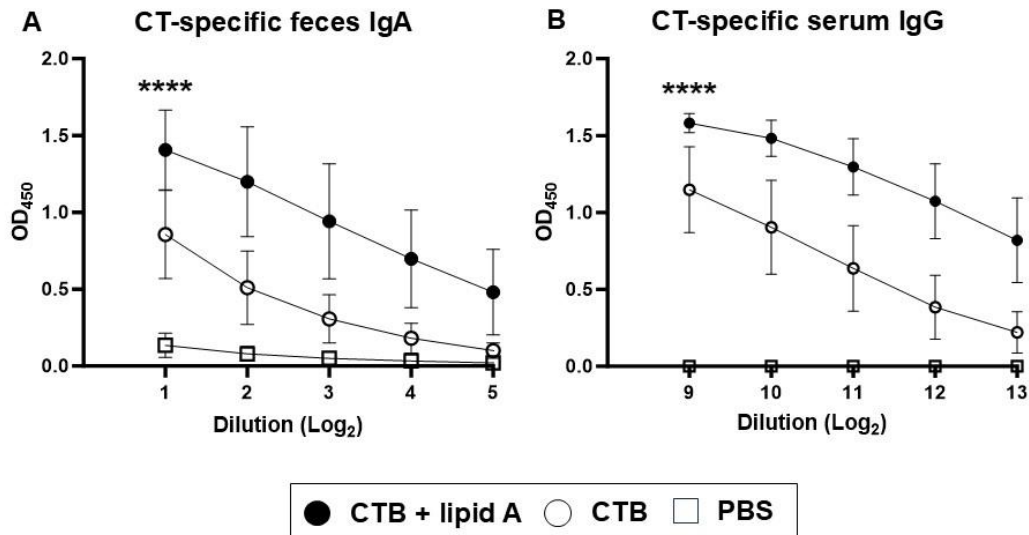 A
CT-specific feces IgA
2.0
1.5
1.0
0.5
0.0
OD450
****
1 2 3 4 5
Dilution (Log2)
B
CT-specific serum IgG
2.0
1.5
1.0
0.5
0.0
OD450
****
9 10 11 12 13
Dilution (Log2)
CTB + lipid A CTB PBS